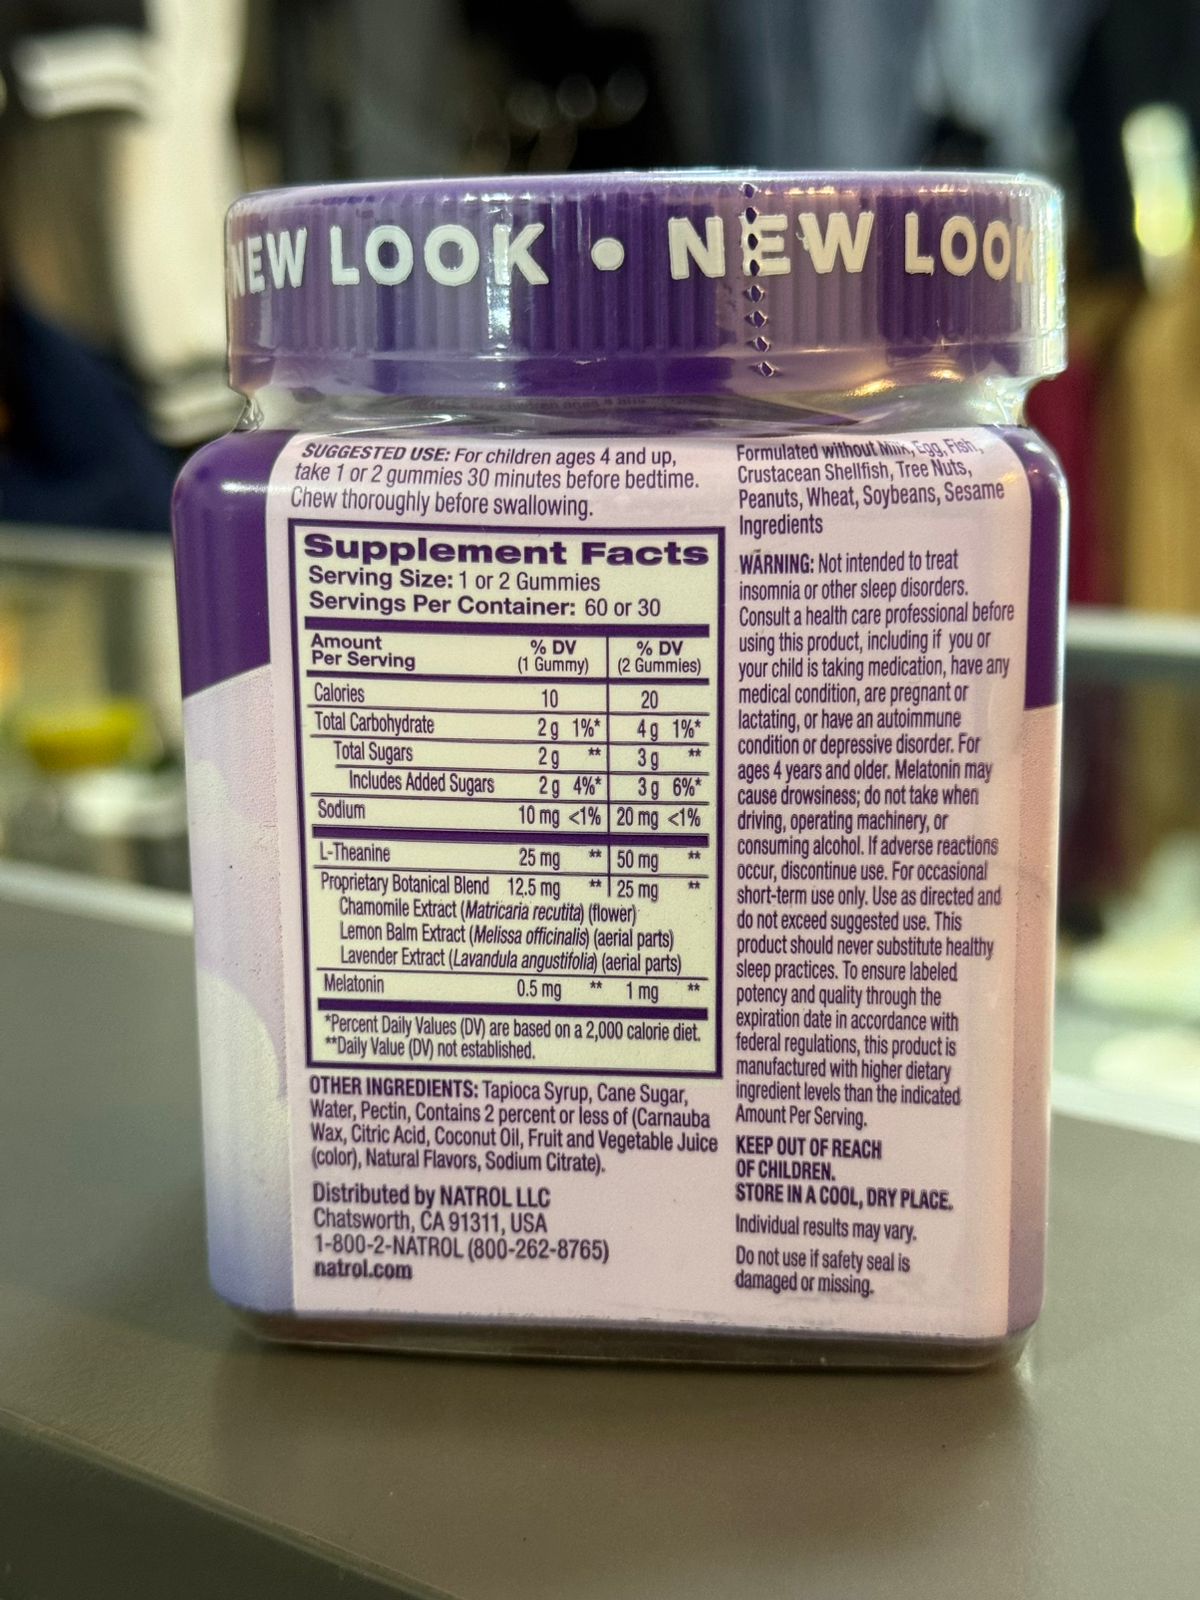 NEW LOOK • NEW LOOK
SUGGESTED USE: For children ages 4 and up,
take 1 or 2 gummies 30 minutes before bedtime.
Chew thoroughly before swallowing.
Supplement Facts
Serving Size: 1 or 2 Gummies
Servings Per Container: 60 or 30
Amount Per Serving % DV (1 Gummy) % DV (2 Gummies)
Calories 10 20
Total Carbohydrate 2 g 1%* 4 g 1%*
Total Sugars 2 g ** 3 g **
Includes Added Sugars 2 g 4%* 3 g 6%*
Sodium 10 mg <1% 20 mg <1%
L-Theanine 25 mg ** 50 mg **
Proprietary Botanical Blend 12.5 mg ** 25 mg **
Chamomile Extract (Matricaria recutita) (flower)
Lemon Balm Extract (Melissa officinalis) (aerial parts)
Lavender Extract (Lavandula angustifolia) (aerial parts)
Melatonin 0.5 mg ** 1 mg **
*Percent Daily Values (DV) are based on a 2,000 calorie diet.
**Daily Value (DV) not established.
OTHER INGREDIENTS: Tapioca Syrup, Cane Sugar,
Water, Pectin, Contains 2 percent or less of (Carnauba
Wax, Citric Acid, Coconut Oil, Fruit and Vegetable Juice
(color), Natural Flavors, Sodium Citrate).
Distributed by NATROL LLC
Chatsworth, CA 91311, USA
1-800-2-NATROL (800-262-8765)
natrol.com
Formulated without Milk, Egg, Fish,
Crustacean Shellfish, Tree Nuts,
Peanuts, Wheat, Soybeans, Sesame
Ingredients
WARNING: Not intended to treat
insomnia or other sleep disorders.
Consult a health care professional before
using this product, including if you or
your child is taking medication, have any
medical condition, are pregnant or
lactating, or have an autoimmune
condition or depressive disorder. For
ages 4 years and older. Melatonin may
cause drowsiness; do not take when
driving, operating machinery, or
consuming alcohol. If adverse reactions
occur, discontinue use. For occasional
short-term use only. Use as directed and
do not exceed suggested use. This
product should never substitute healthy
sleep practices. To ensure labeled
potency and quality through the
expiration date in accordance with
federal regulations, this product is
manufactured with higher dietary
ingredient levels than the indicated
Amount Per Serving.
KEEP OUT OF REACH
OF CHILDREN.
STORE IN A COOL, DRY PLACE.
Individual results may vary.
Do not use if safety seal is
damaged or missing.